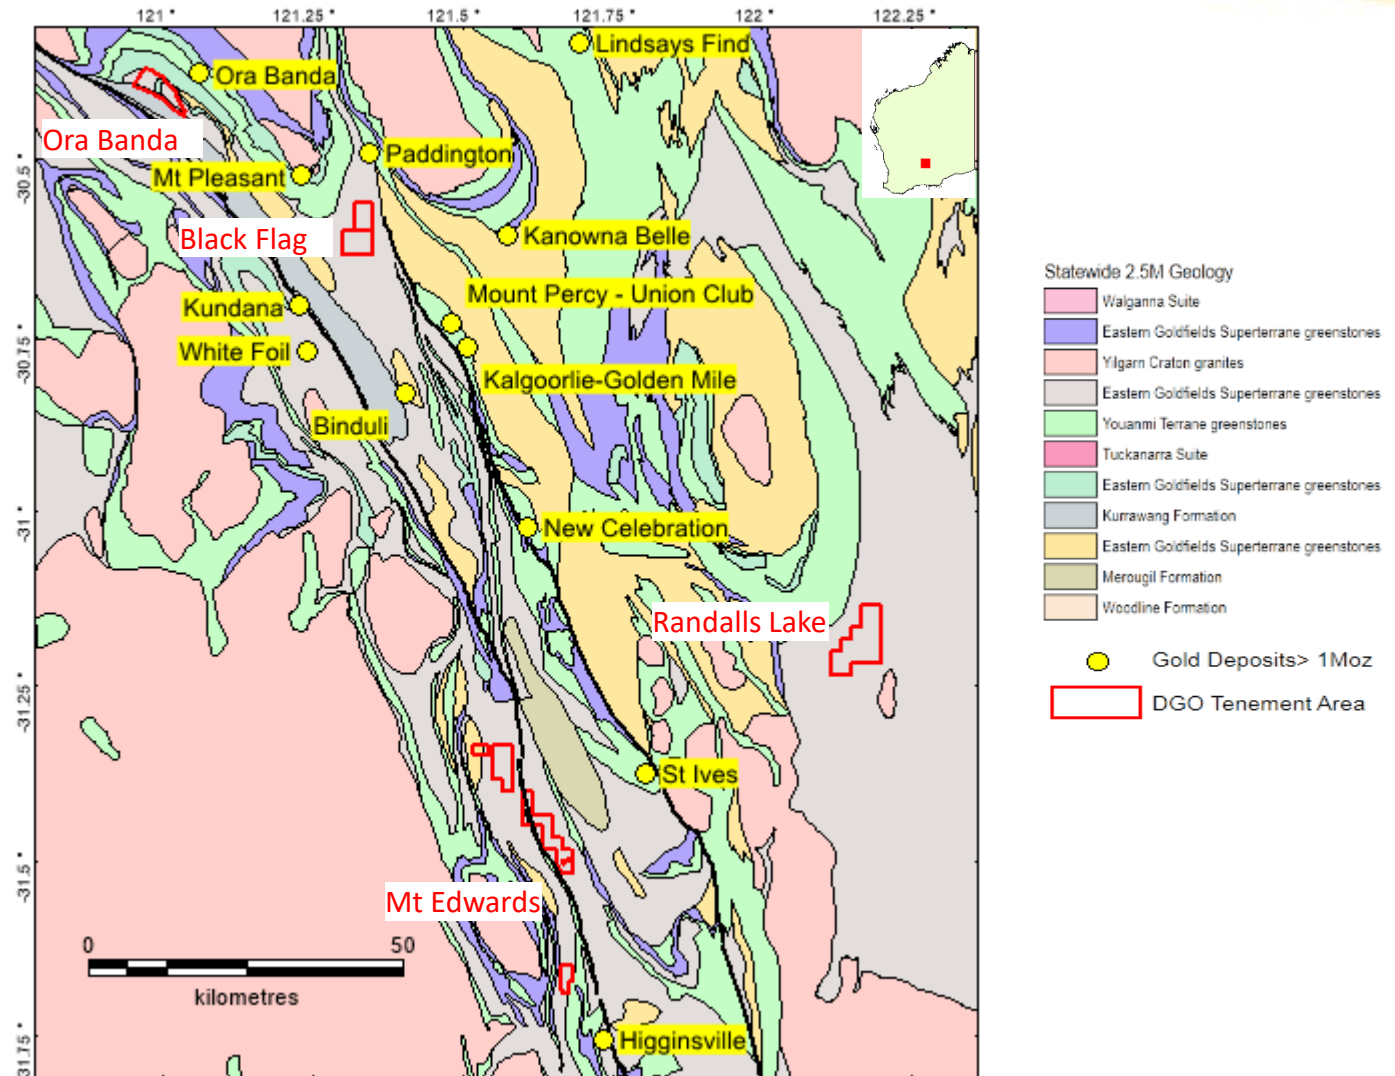 121 °
121.25 °
121.5 °
121.75 °
122 °
122.25 °
Lindsays Find
Ora Banda
Ora Banda
Paddington
-30.5 °
Mt Pleasant
Black Flag
Kanowna Belle
Mount Percy - Union Club
Kundana
White Foil
-30.75 °
Kalgoorlie-Golden Mile
Binduli
-31 °
New Celebration
Randalls Lake
-31.25 °
St Ives
-31.5 °
Mt Edwards
0
50
kilometres
Higginsville
-31.75 °
Statewide 2.5M Geology
Walganna Suite
Eastern Goldfields Superterrane greenstones
Yilgarn Craton granites
Eastern Goldfields Superterrane greenstones
Youanmi Terrane greenstones
Tuckanarra Suite
Eastern Goldfields Superterrane greenstones
Kurrawang Formation
Eastern Goldfields Superterrane greenstones
Merougil Formation
Woodline Formation
Gold Deposits> 1Moz
DGO Tenement Area